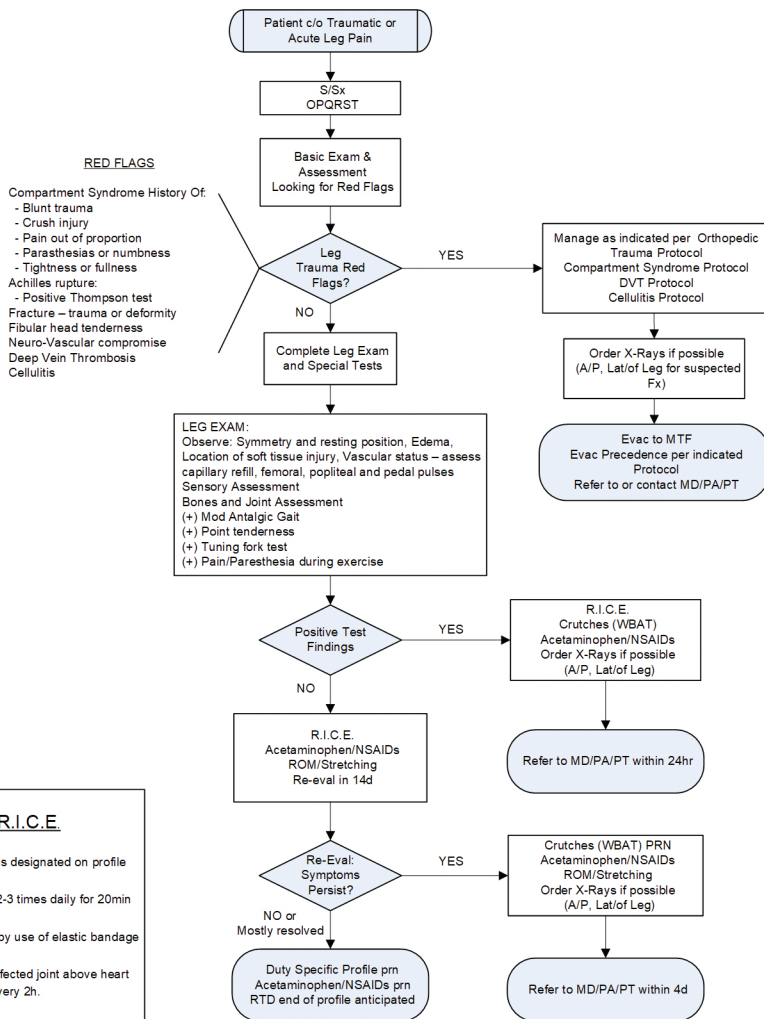 Patient c/o Traumatic or
Acute Leg Pain
S/Sx
OPQRST
Basic Exam &
Assessment
Looking for Red Flags
RED FLAGS
Compartment Syndrome History Of:
- Blunt trauma
- Crush injury
- Pain out of proportion
- Parasthesias or numbness
- Tightness or fullness
Achilles rupture:
- Positive Thompson test
Fracture – trauma or deformity
Fibular head tenderness
Neuro-Vascular compromise
Deep Vein Thrombosis
Cellulitis
Leg
Trauma Red
Flags?
YES
Manage as indicated per Orthopedic
Trauma Protocol
Compartment Syndrome Protocol
DVT Protocol
Cellulitis Protocol
Order X-Rays if possible
(A/P, Lat/of Leg for suspected
Fx)
Evac to MTF
Evac Precedence per indicated
Protocol
Refer to or contact MD/PA/PT
NO
Complete Leg Exam
and Special Tests
LEG EXAM:
Observe: Symmetry and resting position, Edema,
Location of soft tissue injury, Vascular status – assess
capillary refill, femoral, popliteal and pedal pulses
Sensory Assessment
Bones and Joint Assessment
(+) Mod Antalgic Gait
(+) Point tenderness
(+) Tuning fork test
(+) Pain/Paresthesia during exercise
Positive Test
Findings
YES
R.I.C.E.
Crutches (WBAT)
Acetaminophen/NSAIDs
Order X-Rays if possible
(A/P, Lat/of Leg)
Refer to MD/PA/PT within 24hr
NO
R.I.C.E.
Acetaminophen/NSAIDs
ROM/Stretching
Re-eval in 14d
Re-Eval:
Symptoms
Persist?
YES
Crutches (WBAT) PRN
Acetaminophen/NSAIDs
ROM/Stretching
Order X-Rays if possible
(A/P, Lat/of Leg)
Refer to MD/PA/PT within 4d
NO or
Mostly resolved
Duty Specific Profile prn
Acetaminophen/NSAIDs prn
RTD end of profile anticipated
R.I.C.E.
s designated on profile
2-3 times daily for 20min
by use of elastic bandage
fected joint above heart
very 2h.